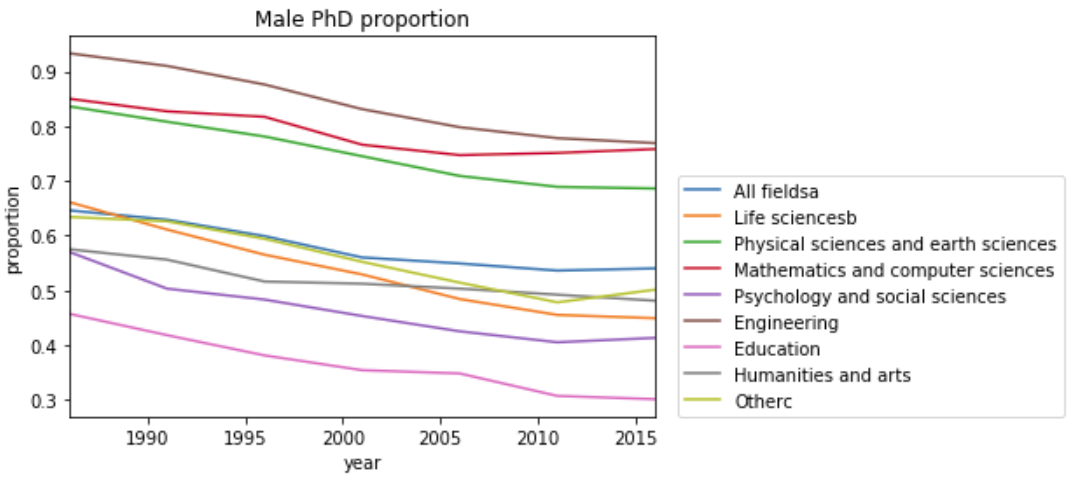 Male PhD proportion
0.9
0.8
0.7
0.6
0.5
0.4
0.3
proportion
1990 1995 2000 2005 2010 2015
year
All fieldsa
Life sciencesb
Physical sciences and earth sciences
Mathematics and computer sciences
Psychology and social sciences
Engineering
Education
Humanities and arts
Otherc